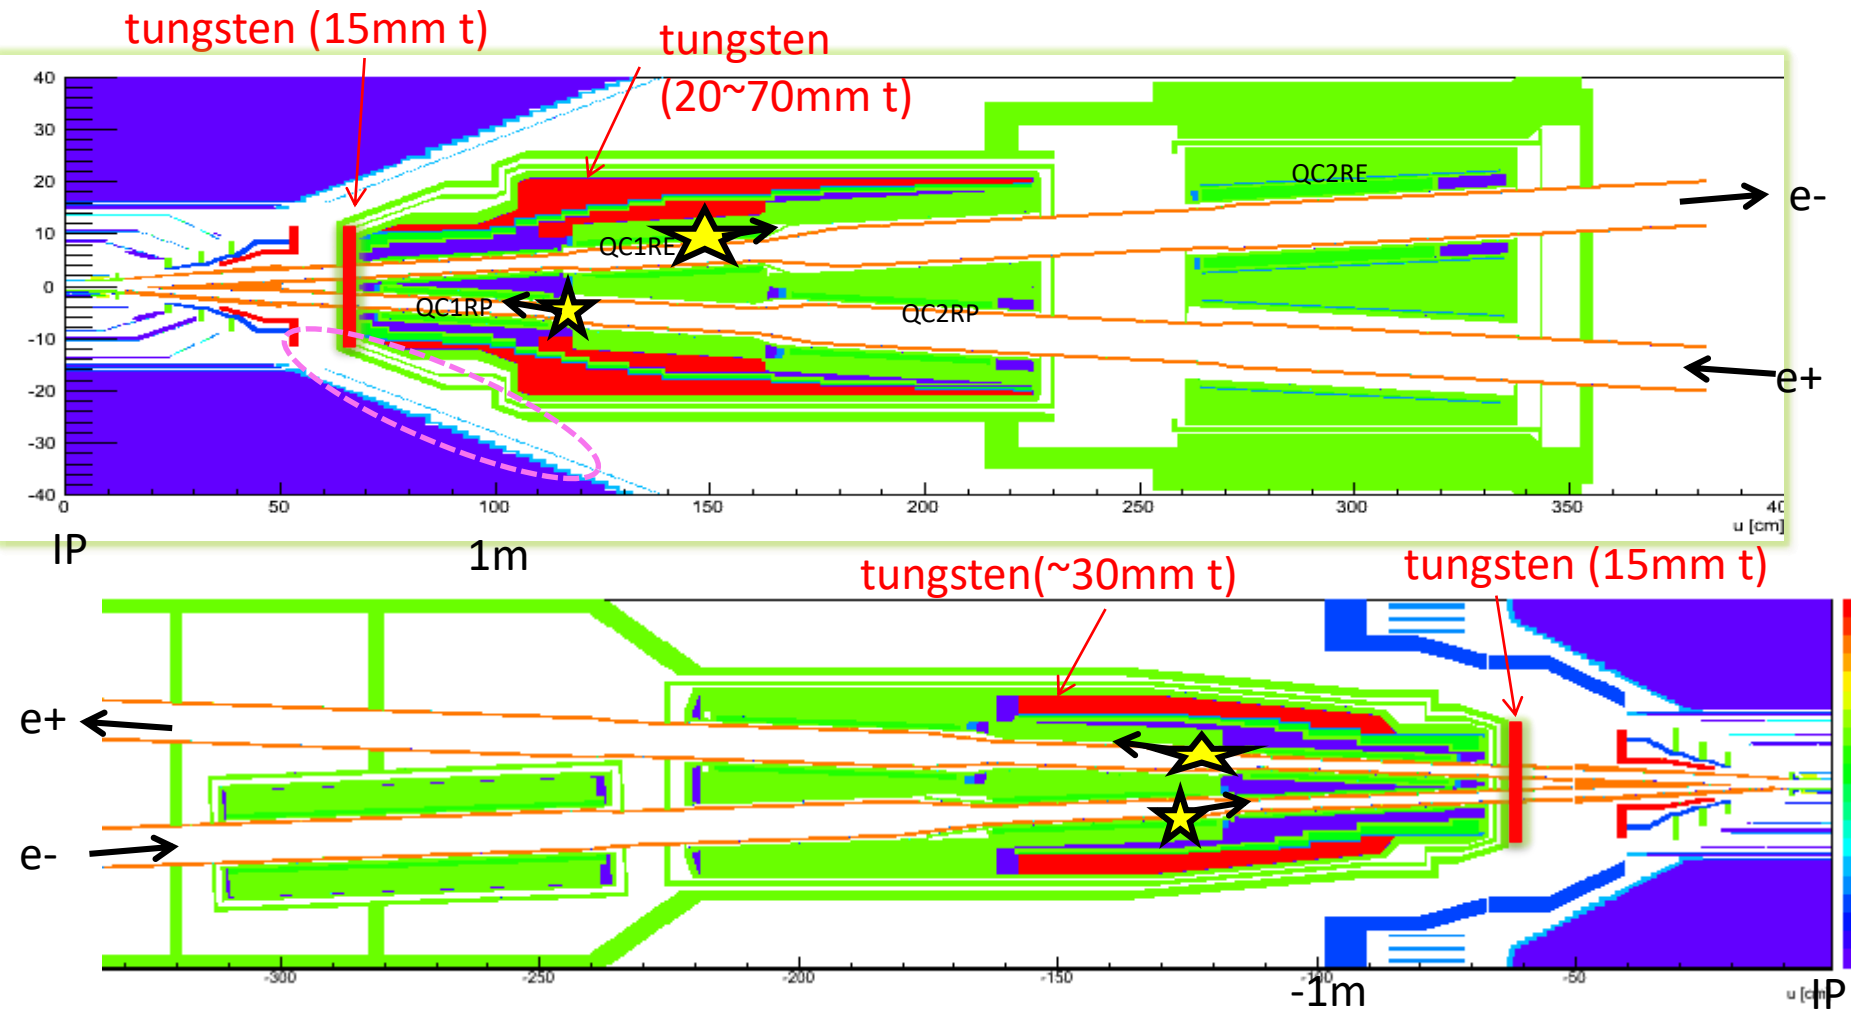 tungsten (15mm t)
tungsten
(20~70mm t)
40
30
20
10
0
-10
-20
-30
-40
QC2RE
QC1RE
QC1RP
QC2RP
e-
e+
0
50
100
150
200
250
300
350
40
u [cm]
IP
1m
tungsten(~30mm t)
tungsten (15mm t)
e+
e-
-300
-250
-200
-150
-100
-50
-1m
u [cm
IP